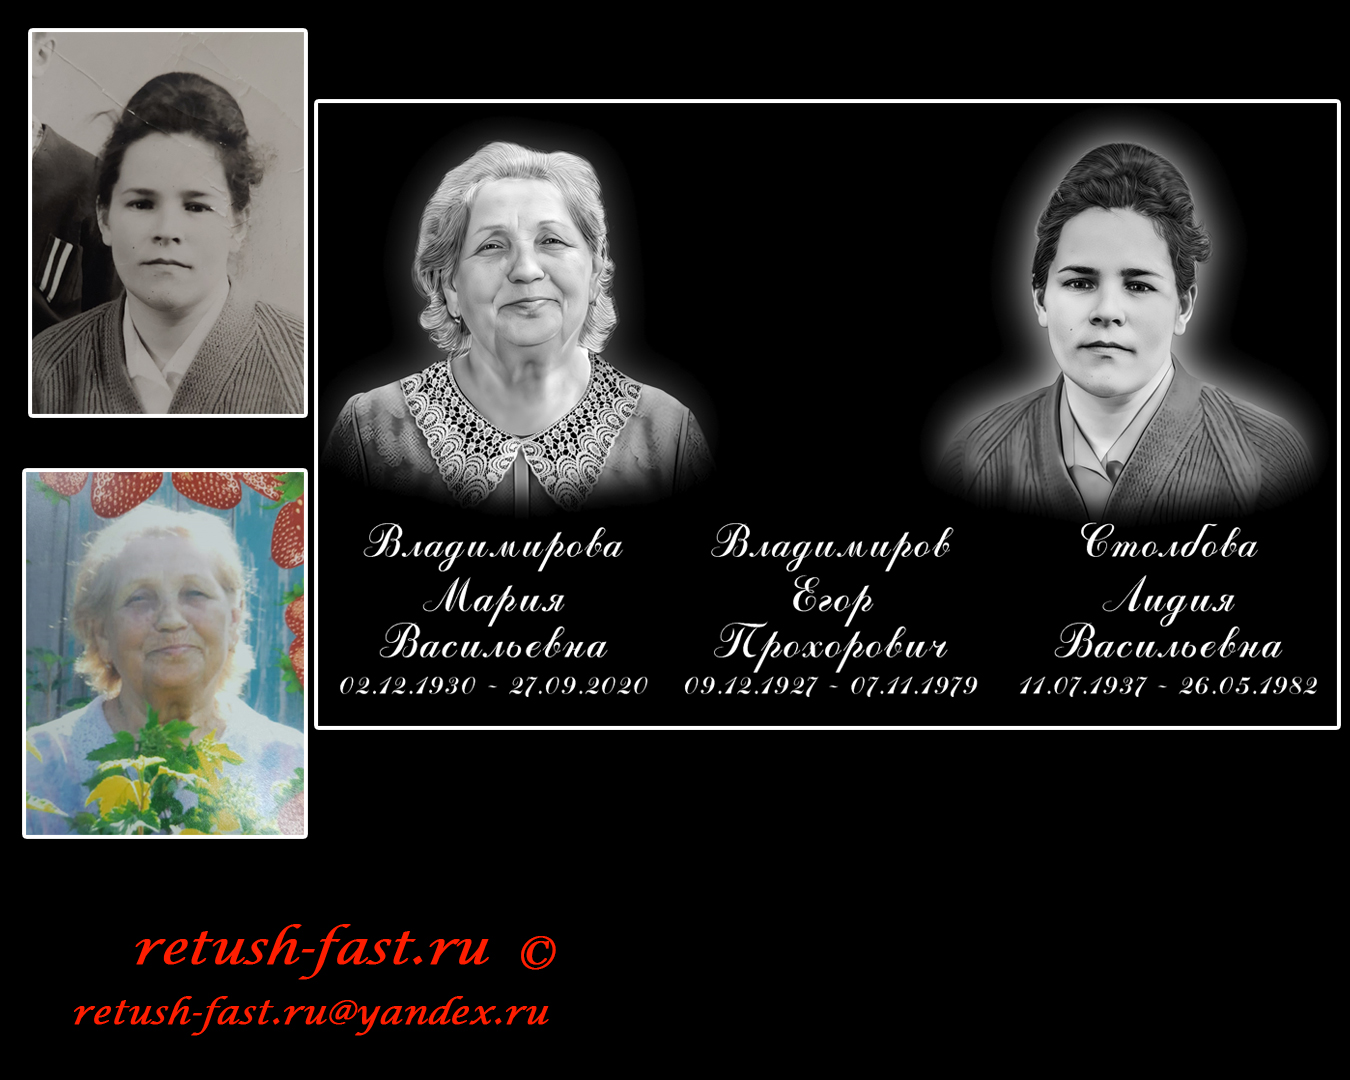 Владимирова
Мария
Васильевна
02.12.1930 - 27.09.2020
Владимиров
Егор
Прохорович
09.12.1927 - 07.11.1979
Столбова
Лидия
Васильевна
11.07.1937 - 26.05.1982
retush-fast.ru ©
retush-fast.ru@yandex.ru